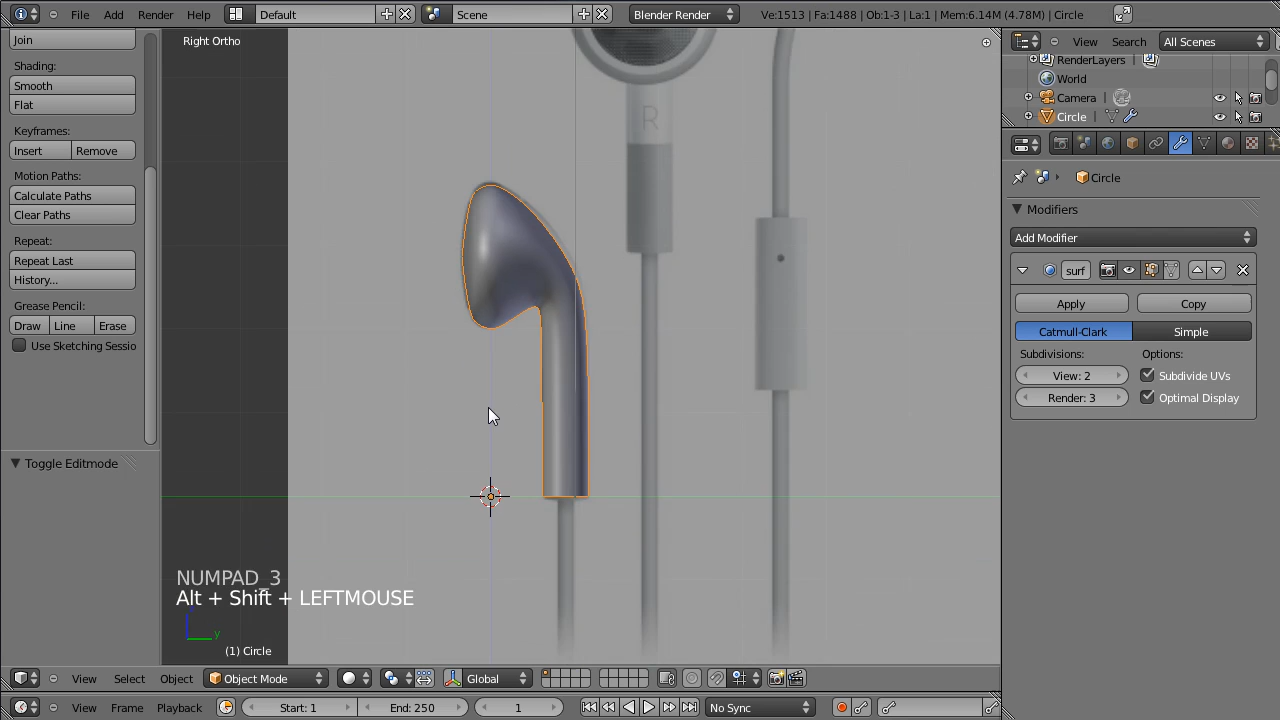 File Add Render Help Default Scene Blender Render Ve:1513 | Fa:1488 | Ob:1-3 | La:1 | Mem:6.14M (4.78M) | Circle
Join
Shading:
Smooth
Flat
Keyframes:
Insert Remove
Motion Paths:
Calculate Paths
Clear Paths
Repeat:
Repeat Last
History...
Grease Pencil:
Draw Line Erase
Use Sketching Sessio
Toggle Editmode
Right Ortho
R
NUMPAD_3
Alt + Shift + LEFTMOUSE
y
(1) Circle
View Search All Scenes
RenderLayers
World
Camera
Circle
Circle
Modifiers
Add Modifier
surf
Apply Copy
Catmull-Clark Simple
Subdivisions: Options:
View: 2 Subdivide UVs
Render: 3 Optimal Display
View Select Object Object Mode Global
View Frame Playback Start: 1 End: 250 1 No Sync